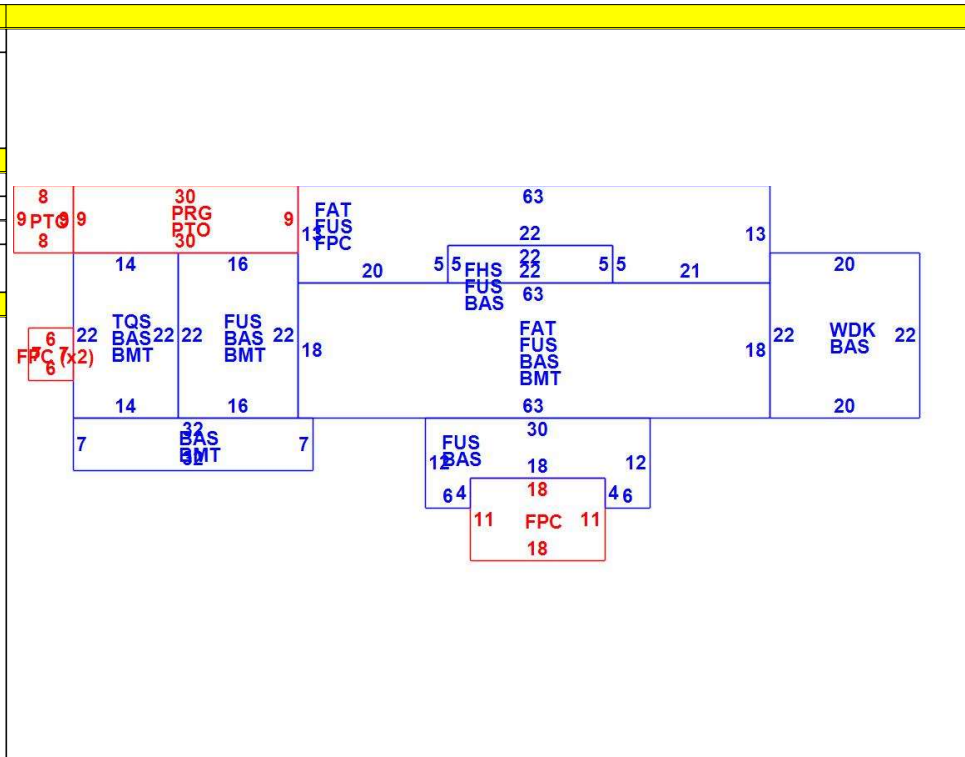 8
30
63
9 PTO 9
9
PRG
9
PTO
8
30
FAT
FUS
FPC
13
22
13
14
16
20
5 5
22
22
5 5
21
20
FHS
FUS
BAS
63
22
TQS
BAS
BMT
22
22
FUS
BAS
BMT
22
18
FAT
FUS
BAS
BMT
18
22
WDK
BAS
22
6
FPC (x2)
7 7
6
14
16
63
20
32
7
BAS
BMT
7
32
30
FUS
BAS
12
18
12
6 4
18
4 6
11
FPC
11
18